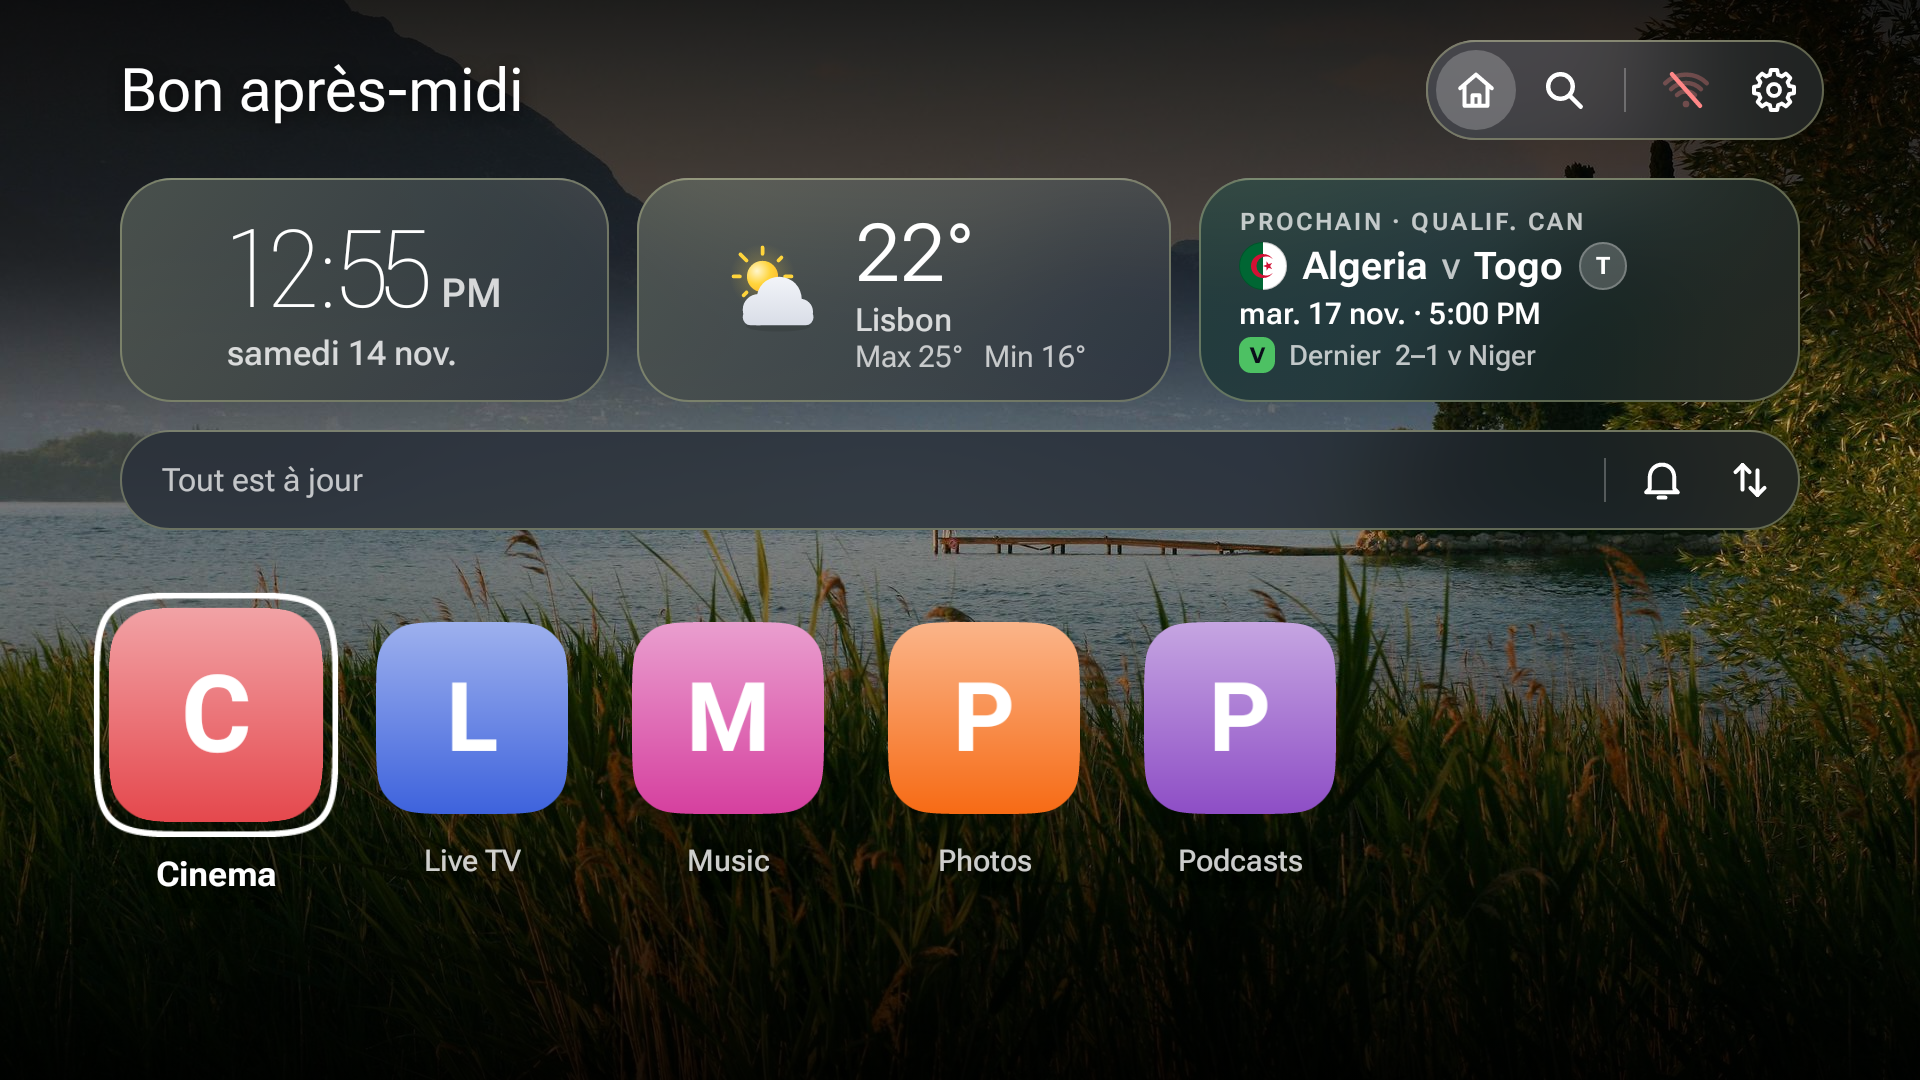 Bon après-midi
12:55 PM
samedi 14 nov.
22°
Lisbon
Max 25° Min 16°
PROCHAIN · QUALIF. CAN
Algeria v Togo T
mar. 17 nov. · 5:00 PM
V Dernier 2–1 v Niger
Tout est à jour
C
L
M
P
P
Cinema
Live TV
Music
Photos
Podcasts